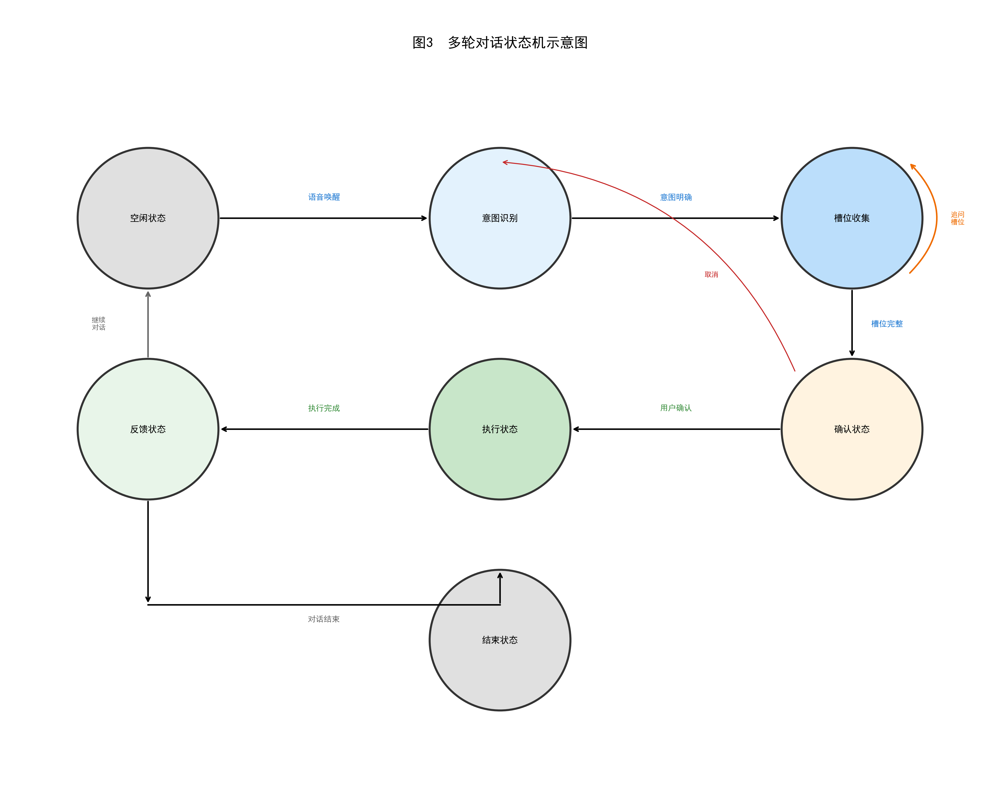 图3  多轮对话状态机示意图
语音唤醒
意图明确
空闲状态
意图识别
槽位收集
追问
槽位
取消
继续
对话
槽位完整
执行完成
用户确认
反馈状态
执行状态
确认状态
对话结束
结束状态